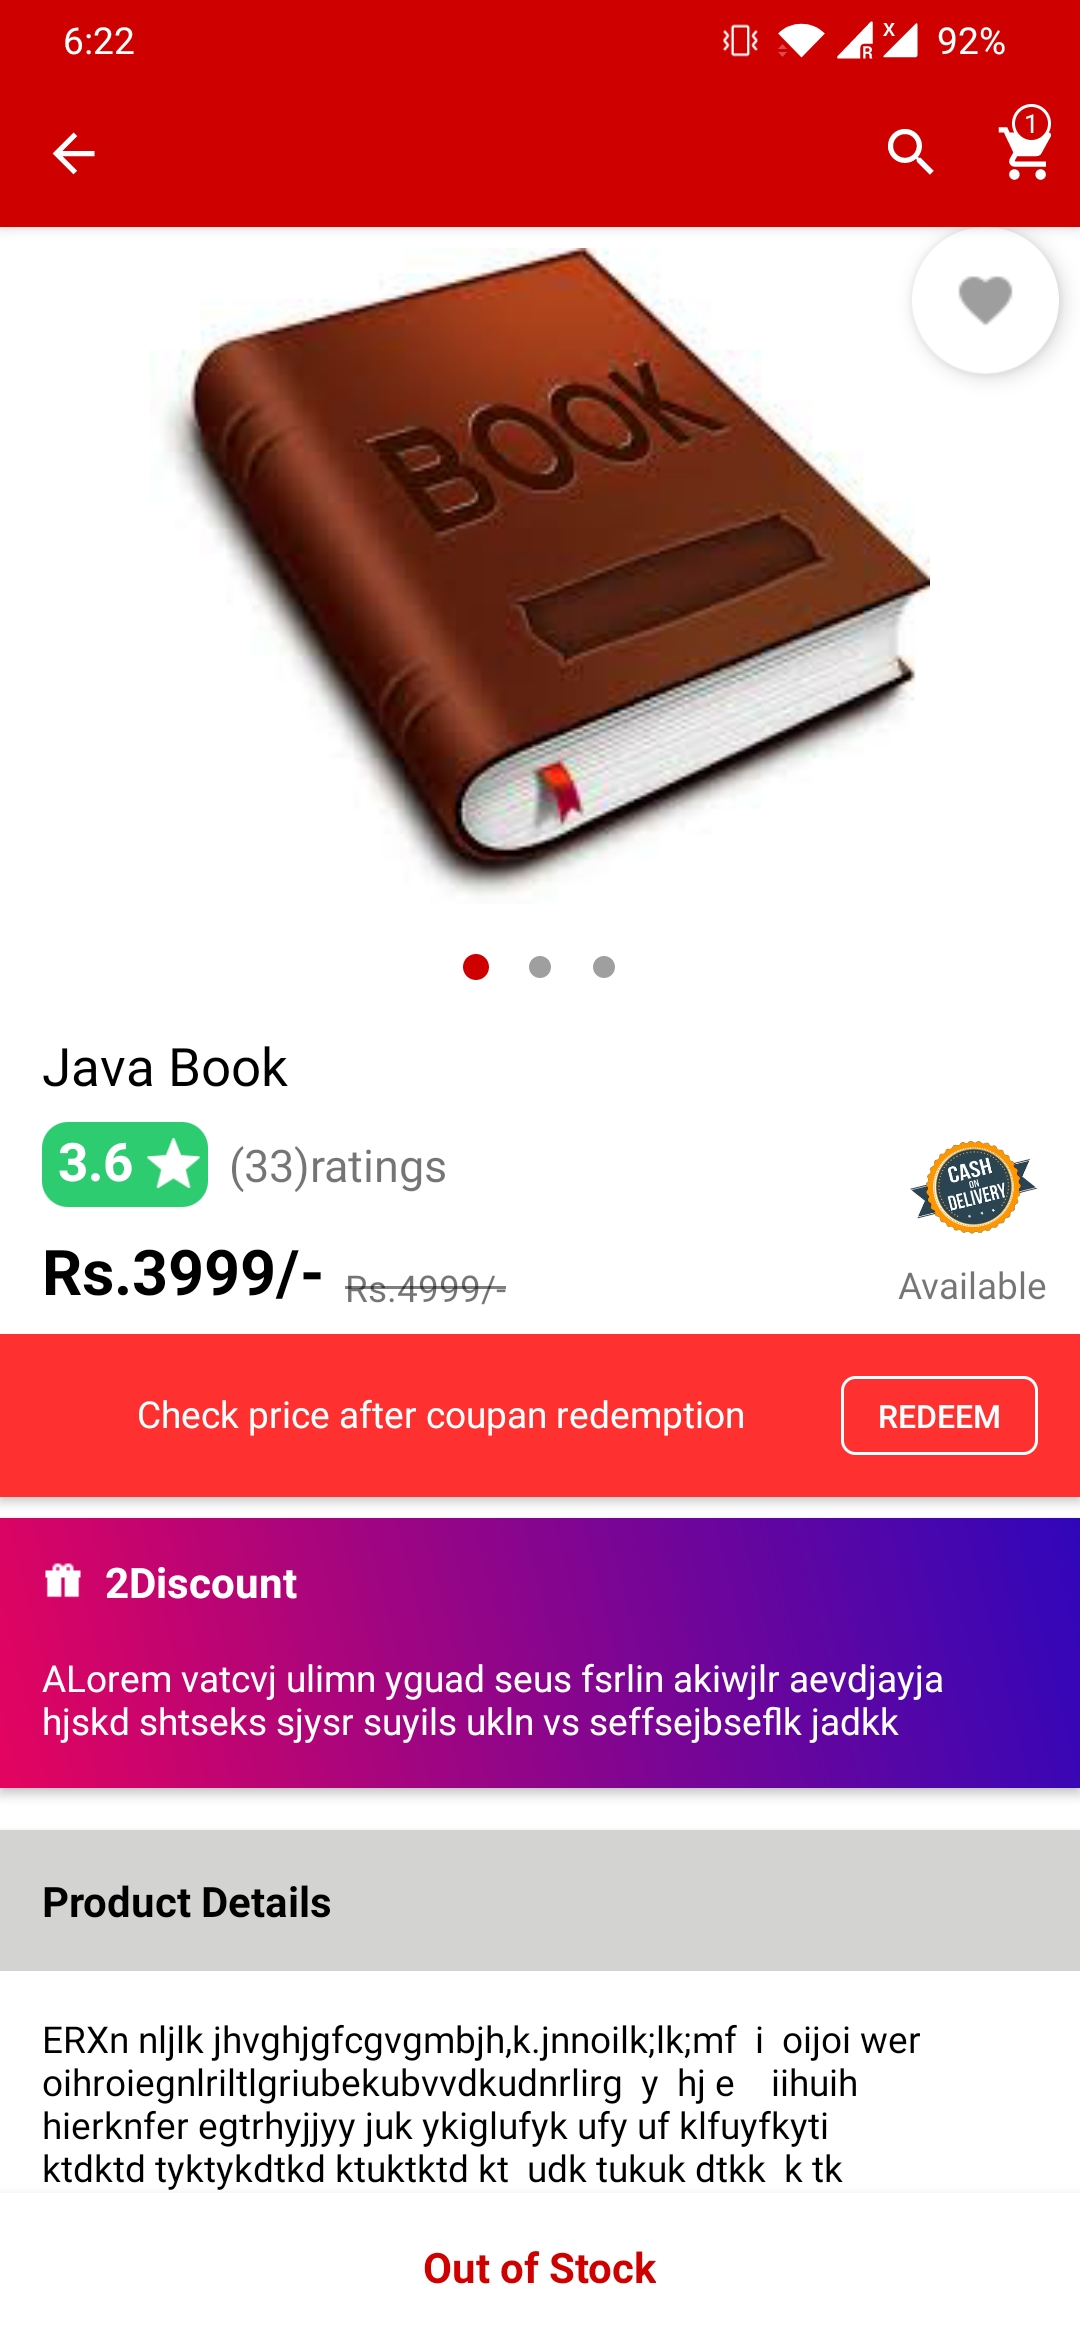 6:22
R
X
92%
1
BOOK
Java Book
3.6
(33)ratings
CASH
ON
DELIVERY
Rs.3999/-
Rs.4999/-
Available
Check price after coupan redemption
REDEEM
2Discount
ALorem vatcvj ulimn yguad seus fsrlin akiwjlr aevdjayja
hjskd shtseks sjysr suyils ukln vs seffsejbseflk jadkk
Product Details
ERXn nljlk jhvghjgfcgvgmbjh,k.jnnoilk;lk;mf  i  oijoi wer
oihroiegnlriltlgriubekubvvdkudnrlirg  y  hj e    iihuih
hierknfer egtrhyjjyy juk ykiglufyk ufy uf klfuyfkyti
ktdktd tyktykdtkd ktuktktd kt  udk tukuk dtkk  k tk
Out of Stock